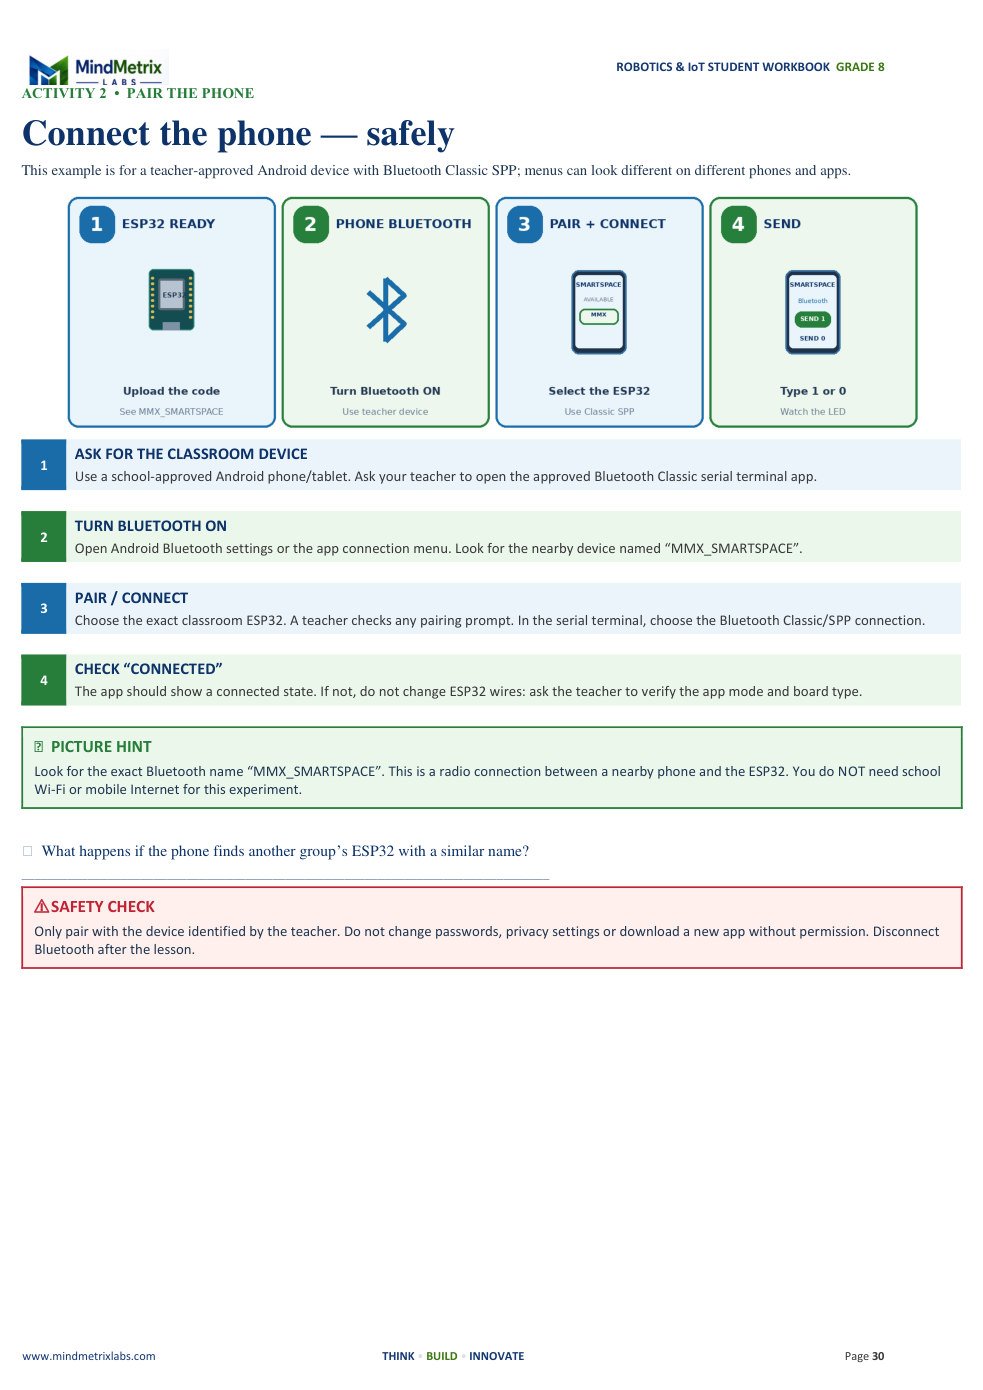 MindMetrix
LABS
ROBOTICS & IoT STUDENT WORKBOOK GRADE 8
ACTIVITY 2 • PAIR THE PHONE
Connect the phone — safely
This example is for a teacher-approved Android device with Bluetooth Classic SPP; menus can look different on different phones and apps.
1 ESP32 READY
ESP32
Upload the code
See MMX_SMARTSPACE
2 PHONE BLUETOOTH
Turn Bluetooth ON
Use teacher device
3 PAIR + CONNECT
SMARTSPACE
AVAILABLE
MMX
Select the ESP32
Use Classic SPP
4 SEND
SMARTSPACE
Bluetooth
SEND 1
SEND 0
Type 1 or 0
Watch the LED
1 ASK FOR THE CLASSROOM DEVICE
Use a school-approved Android phone/tablet. Ask your teacher to open the approved Bluetooth Classic serial terminal app.
2 TURN BLUETOOTH ON
Open Android Bluetooth settings or the app connection menu. Look for the nearby device named “MMX_SMARTSPACE”.
3 PAIR / CONNECT
Choose the exact classroom ESP32. A teacher checks any pairing prompt. In the serial terminal, choose the Bluetooth Classic/SPP connection.
4 CHECK “CONNECTED”
The app should show a connected state. If not, do not change ESP32 wires: ask the teacher to verify the app mode and board type.
PICTURE HINT
Look for the exact Bluetooth name “MMX_SMARTSPACE”. This is a radio connection between a nearby phone and the ESP32. You do NOT need school
Wi-Fi or mobile Internet for this experiment.
What happens if the phone finds another group’s ESP32 with a similar name?
⚠SAFETY CHECK
Only pair with the device identified by the teacher. Do not change passwords, privacy settings or download a new app without permission. Disconnect
Bluetooth after the lesson.
www.mindmetrixlabs.com
THINK • BUILD • INNOVATE
Page 30